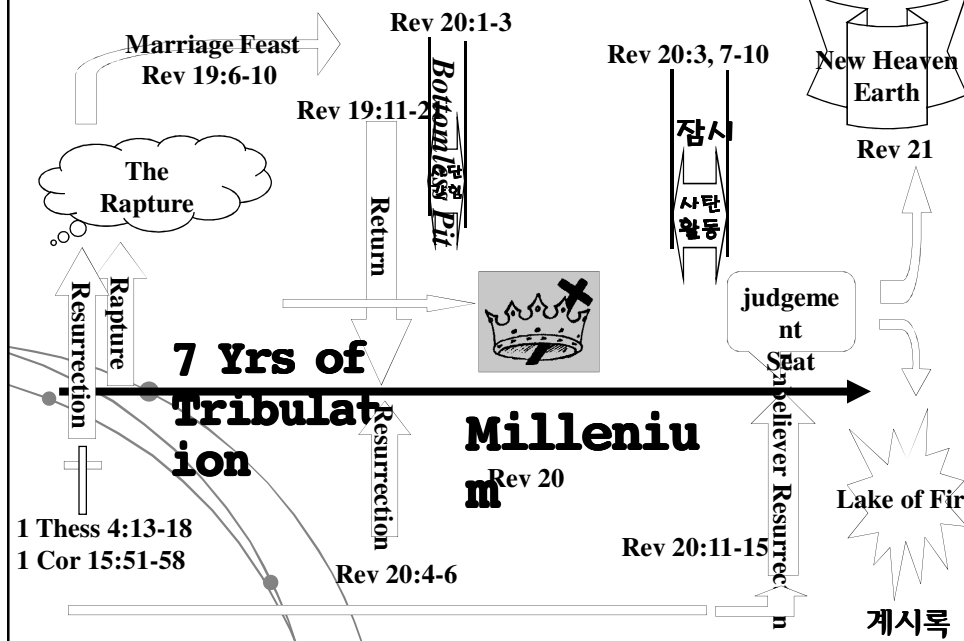 Rev 20:1-3
Marriage Feast
Rev 19:6-10
Rev 20:3, 7-10
New Heaven
Earth
Rev 21
Rev 19:11-2
Bottomless Pit
잠시
사탄
활동
The
Rapture
Return
Resurrection
Rapture
judgeme
nt
Seat
7 Yrs of
Tribulat
ion
Milleniu
m
Rev 20
Resurrection
Rev 20:4-6
1 Thess 4:13-18
1 Cor 15:51-58
Rev 20:11-15
Lake of Fir
계시록